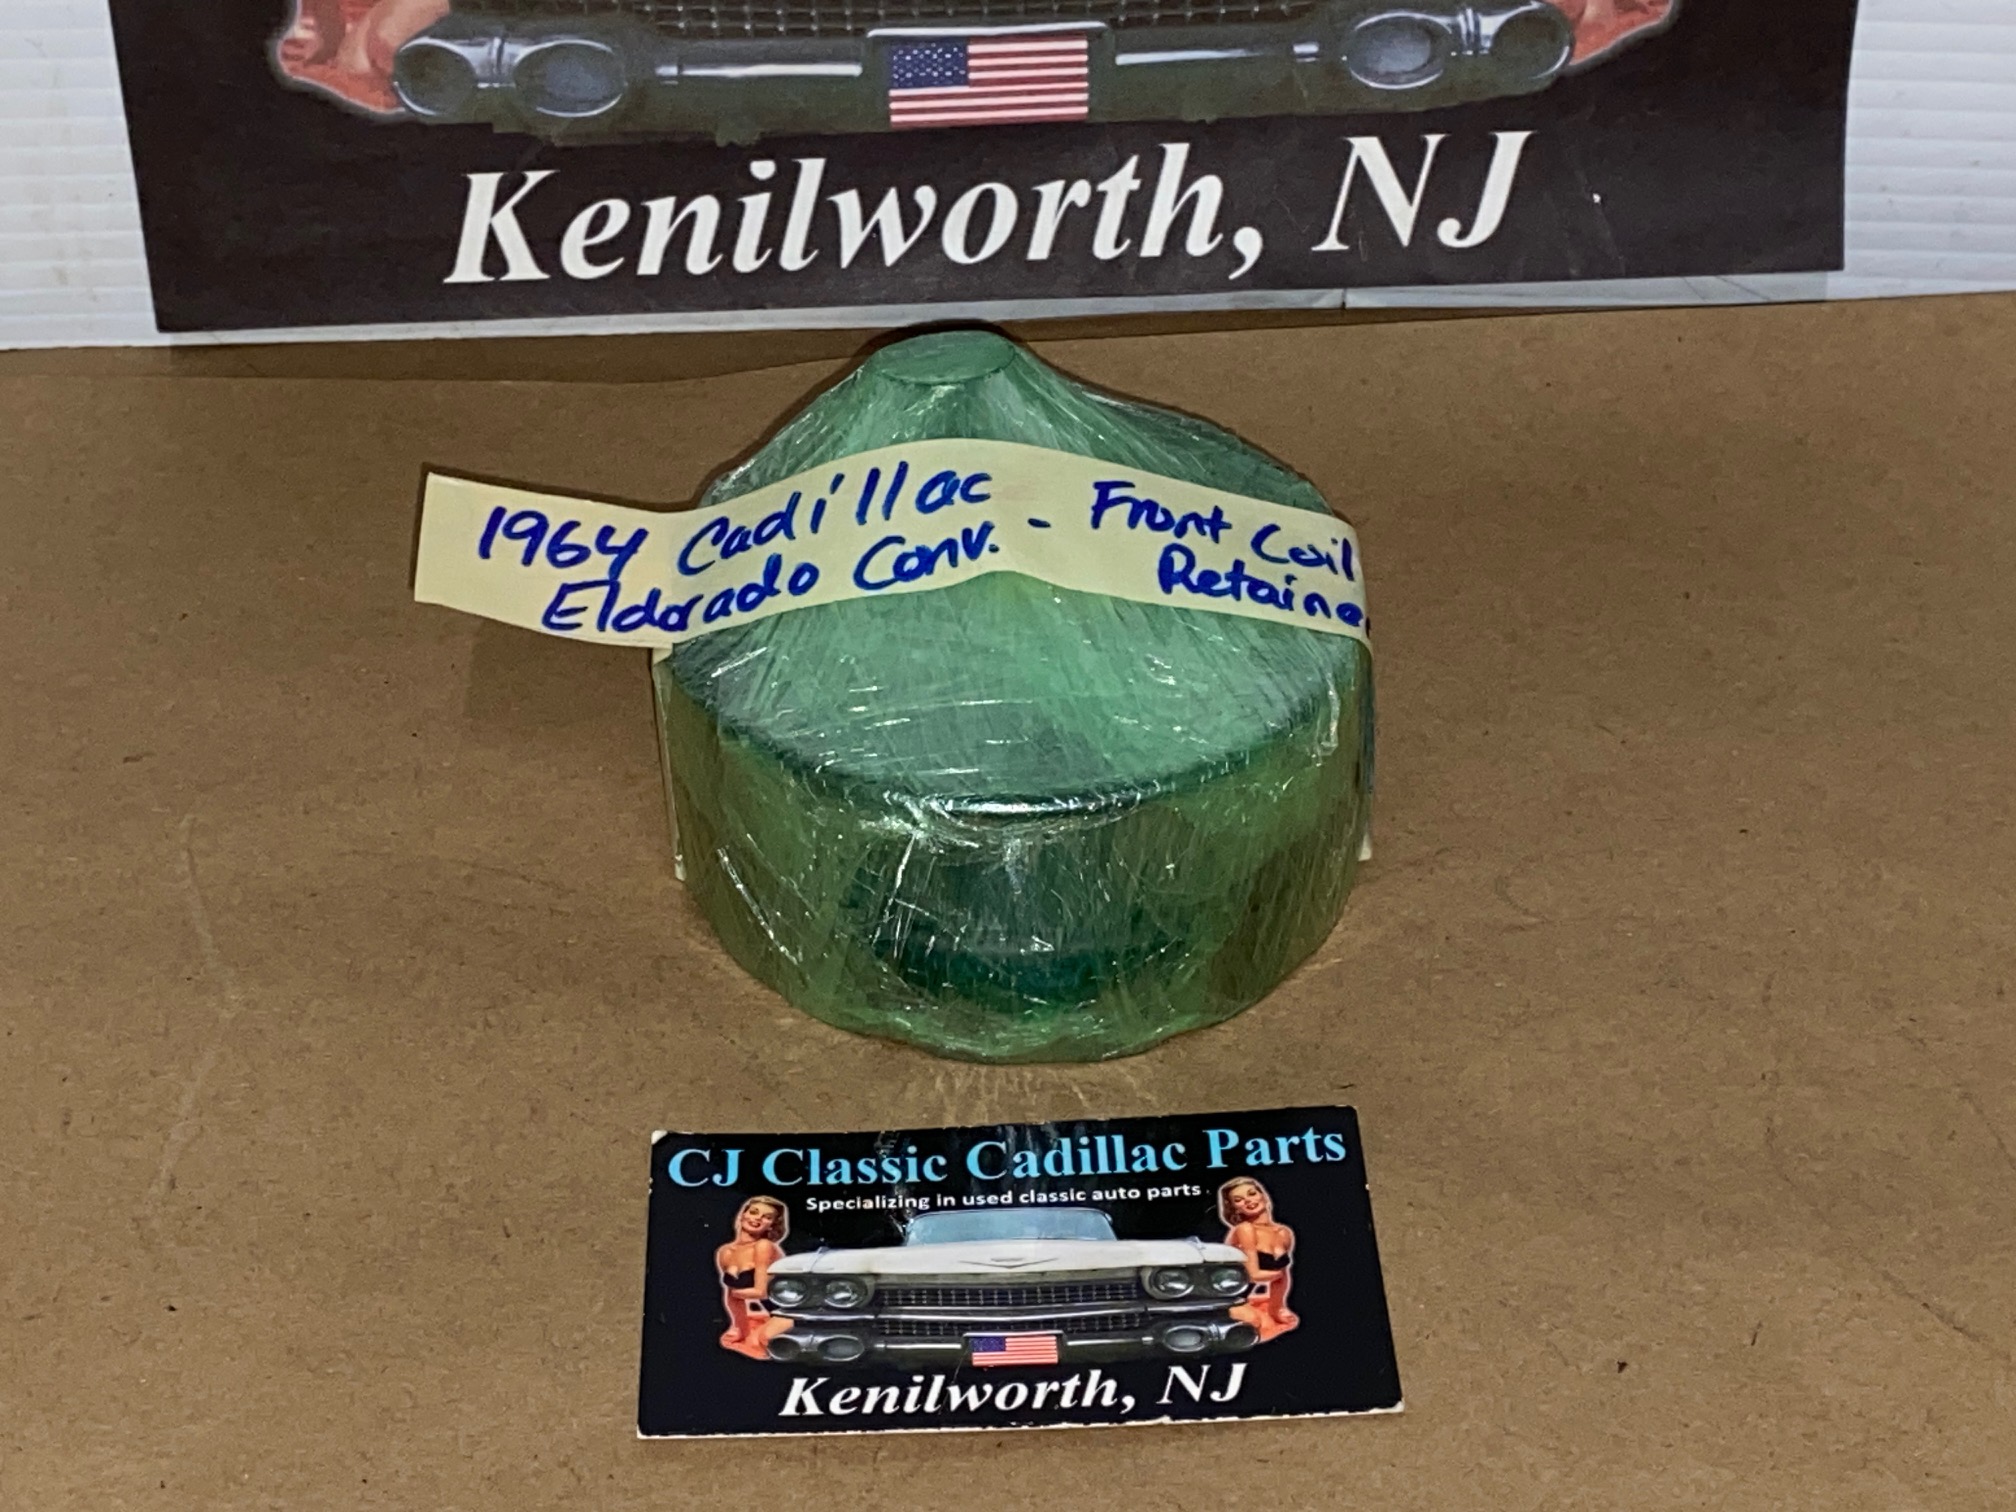 Kenilworth, NJ
1964 Cadillac
Eldorado Conv. - Front Coil
Retainer
CJ Classic Cadillac Parts
Specializing in used classic auto parts
Kenilworth, NJ